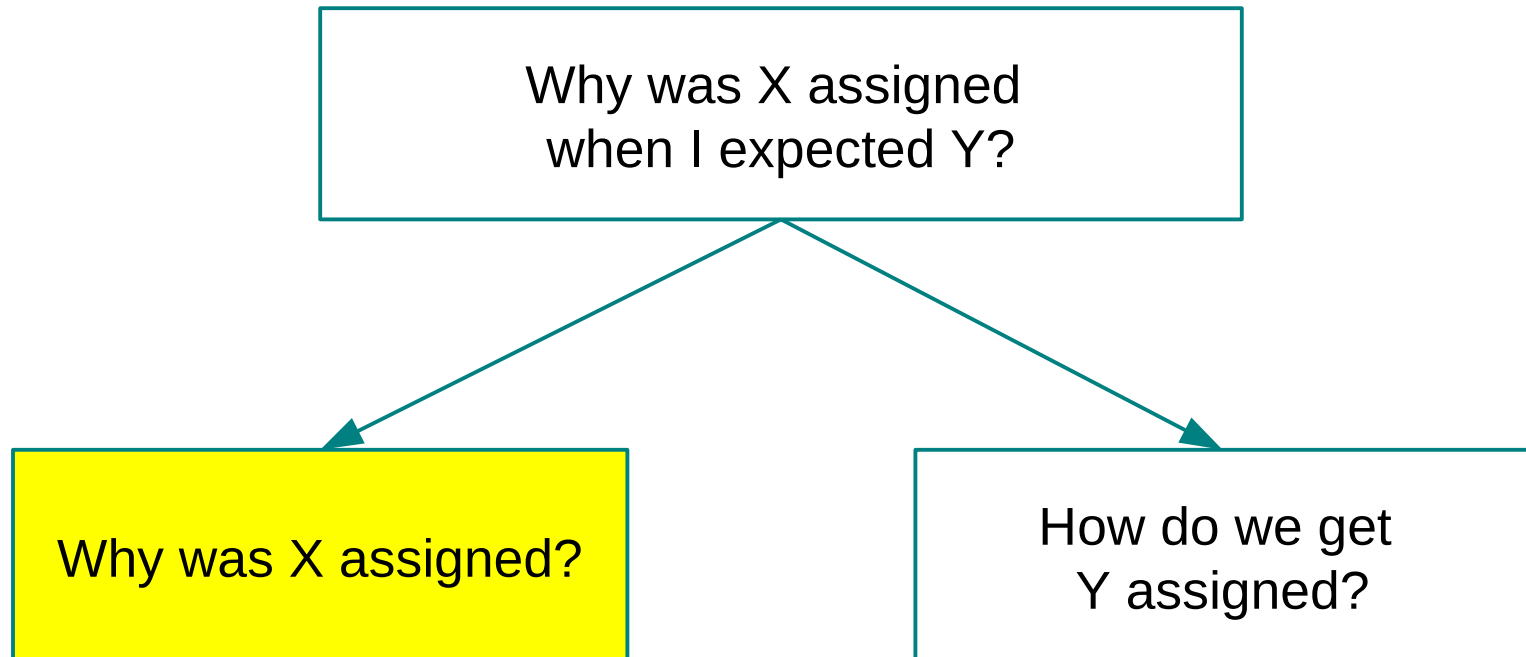 Why was X assigned
when I expected Y?
Why was X assigned?
How do we get
Y assigned?